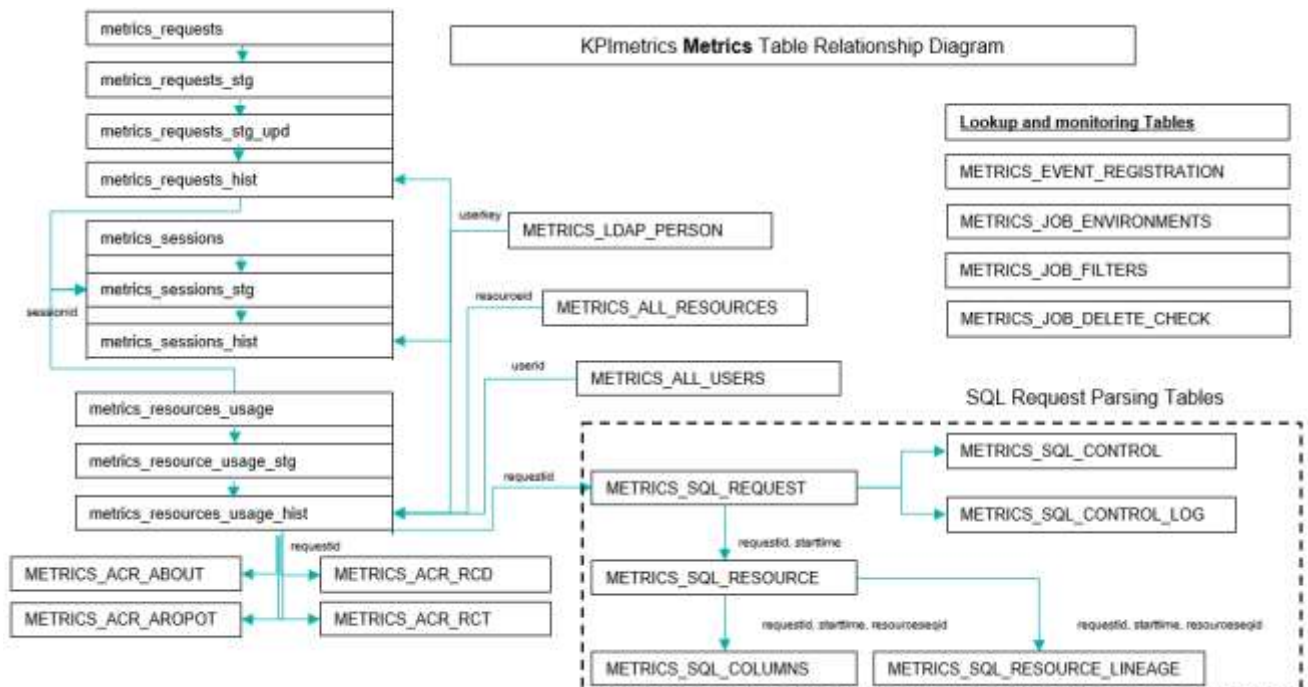 metrics_requests
KPImetrics Metrics Table Relationship Diagram
metrics_requests_stg
metrics_requests_stg_upd
metrics_requests_hist
metrics_sessions
metrics_sessions_stg
metrics_sessions_hist
sessionid
metrics_resources_usage
metrics_resource_usage_stg
metrics_resources_usage_hist
userkey
METRICS_LDAP_PERSON
resourceid
METRICS_ALL_RESOURCES
userid
METRICS_ALL_USERS
Lookup and monitoring Tables
METRICS_EVENT_REGISTRATION
METRICS_JOB_ENVIRONMENTS
METRICS_JOB_FILTERS
METRICS_JOB_DELETE_CHECK
requestid
METRICS_ACR_ABOUT
METRICS_ACR_RCD
METRICS_ACR_AROPOT
METRICS_ACR_RCT
SQL Request Parsing Tables
requestid
METRICS_SQL_REQUEST
METRICS_SQL_CONTROL
METRICS_SQL_CONTROL_LOG
requestid, starttime
METRICS_SQL_RESOURCE
requestid, starttime, resourceseqid
requestid, starttime, resourceseqid
METRICS_SQL_COLUMNS
METRICS_SQL_RESOURCE_LINEAGE